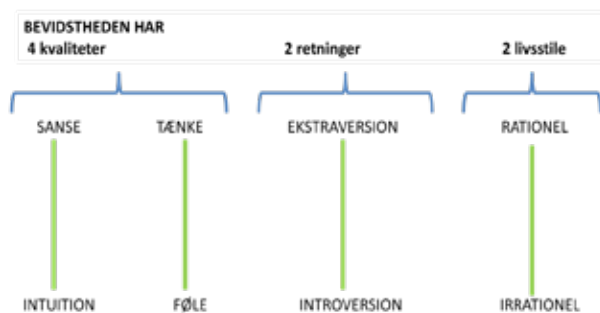 BEVIDSTHEDEN HAR
4 kvaliteter 2 retninger 2 livsstile
SANSE TÆNKE EKSTRAVERSION RATIONEL
INTUITION FØLE INTROVERSION IRRATIONEL